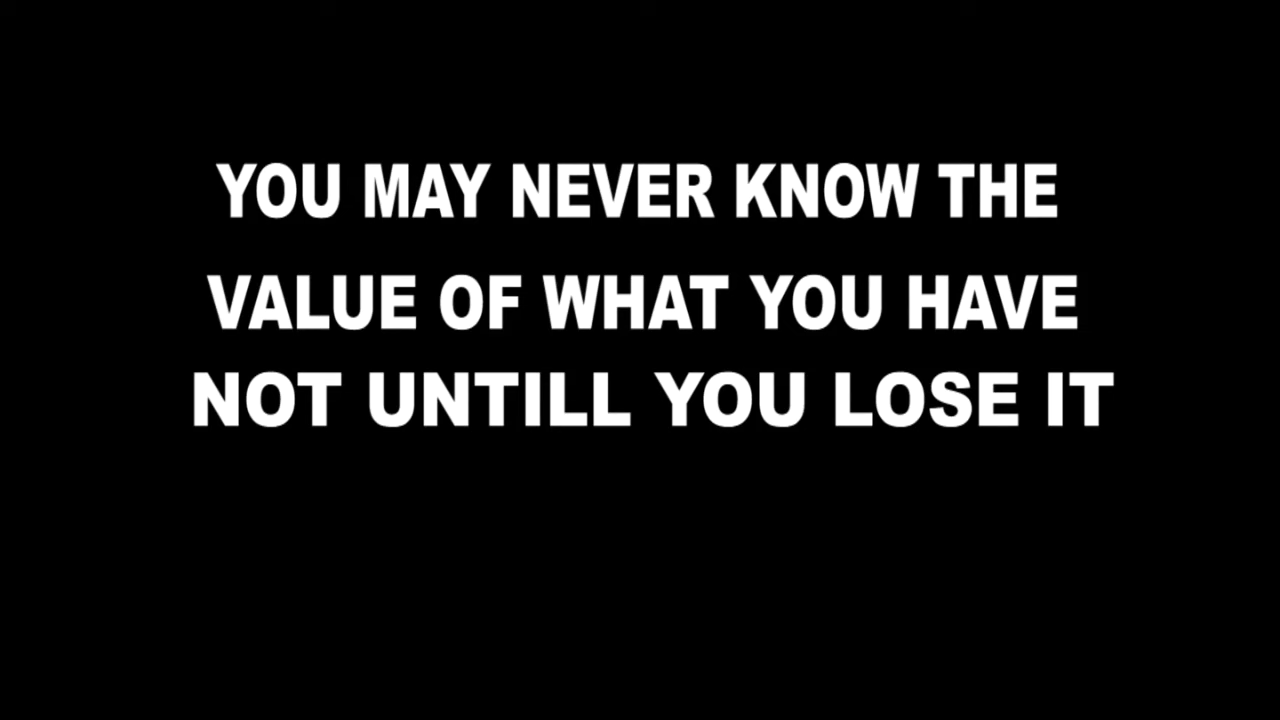 YOU MAY NEVER KNOW THE
VALUE OF WHAT YOU HAVE
NOT UNTILL YOU LOSE IT